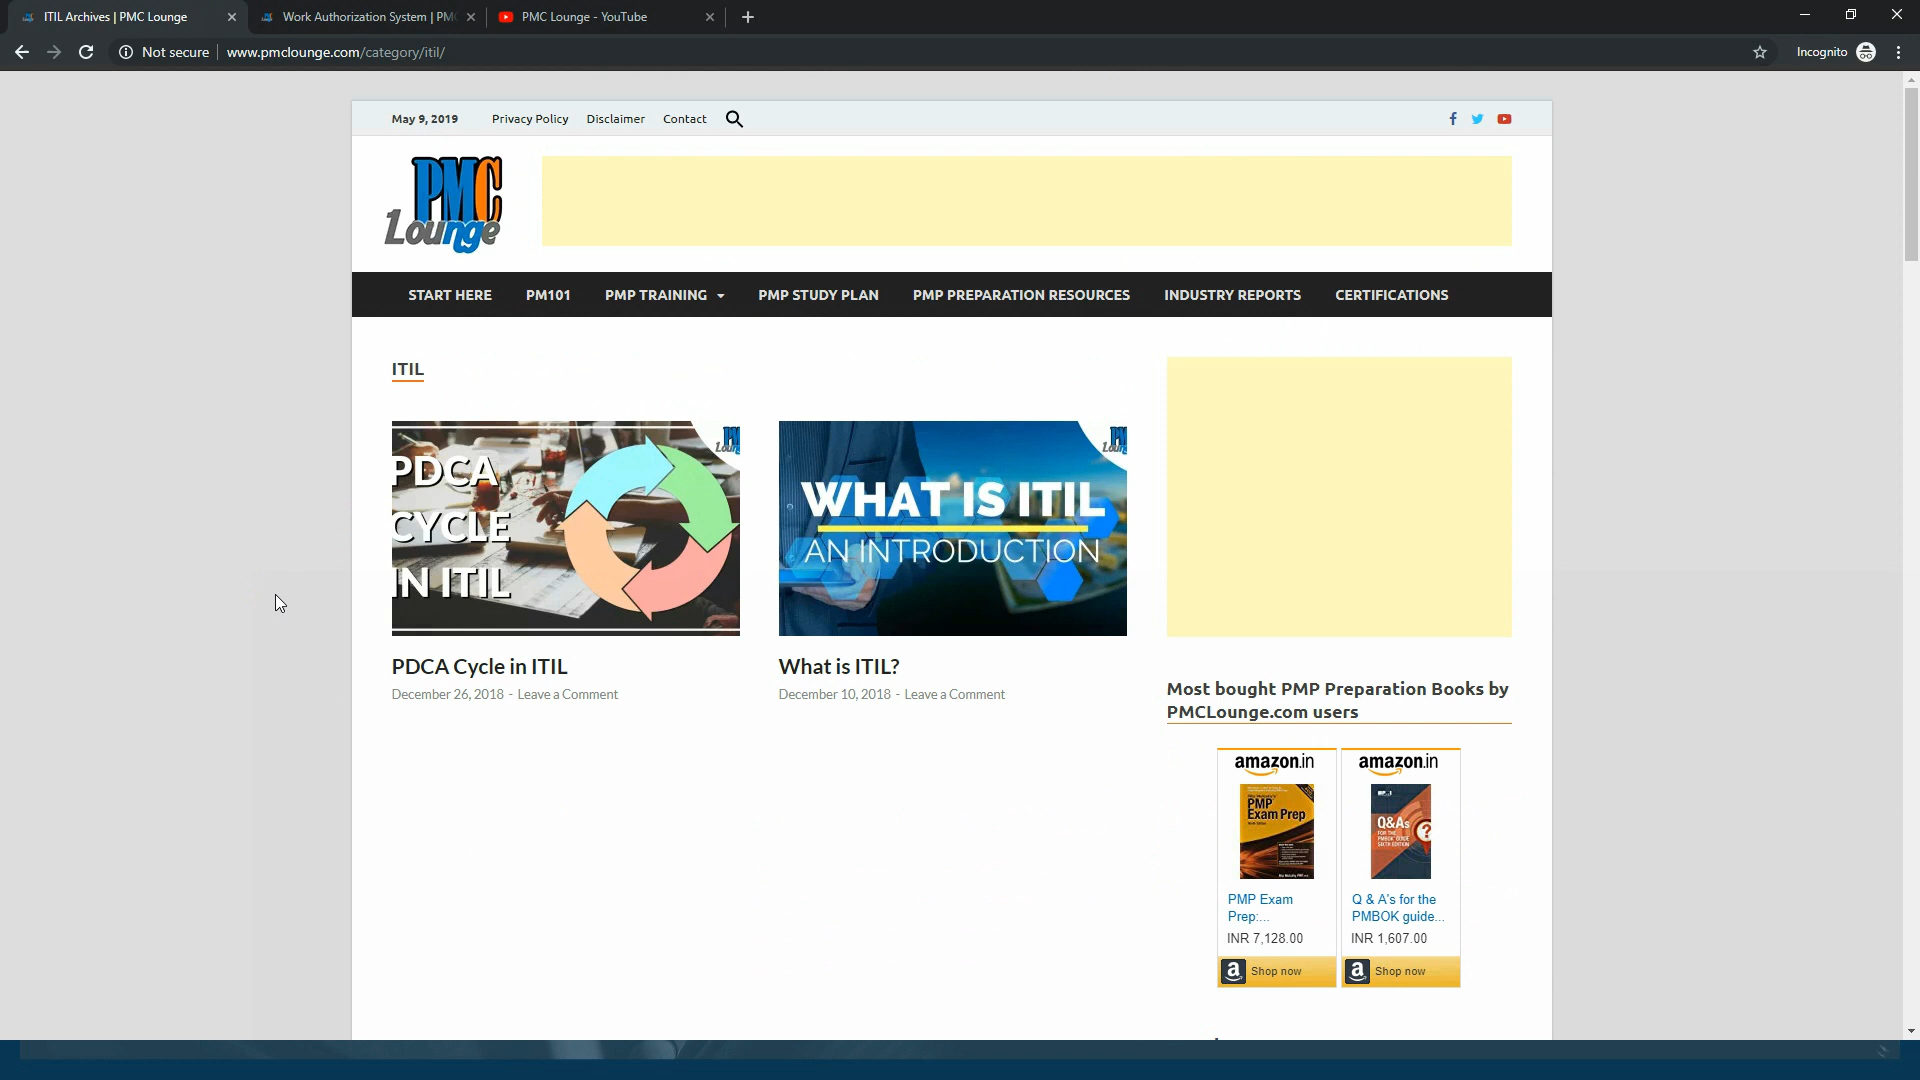 ITIL Archives | PMC Lounge
Work Authorization System | PM
PMC Lounge - YouTube
Not secure
www.pmclounge.com/category/itil/
Incognito
May 9, 2019
Privacy Policy
Disclaimer
Contact
PMC
Lounge
START HERE
PM101
PMP TRAINING
PMP STUDY PLAN
PMP PREPARATION RESOURCES
INDUSTRY REPORTS
CERTIFICATIONS
ITIL
PDCA
CYCLE
IN ITIL
WHAT IS ITIL
AN INTRODUCTION
PDCA Cycle in ITIL
December 26, 2018 - Leave a Comment
What is ITIL?
December 10, 2018 - Leave a Comment
Most bought PMP Preparation Books by
PMCLounge.com users
amazon.in
PMP
Exam Prep
PMP Exam
Prep:...
INR 7,128.00
Shop now
amazon.in
Q&As
FOR THE
PMBOK GUIDE
SIXTH EDITION
Q & A's for the
PMBOK guide...
INR 1,607.00
Shop now